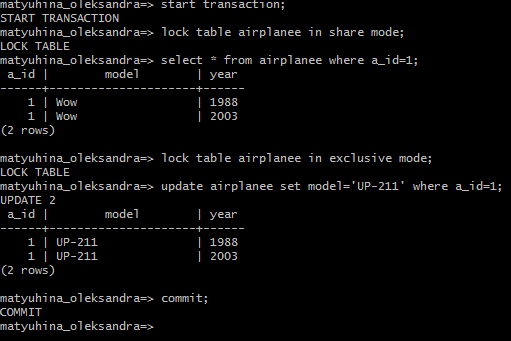 matyuhina_oleksandra=> start transaction;
START TRANSACTION
matyuhina_oleksandra=> lock table airplanee in share mode;
LOCK TABLE
matyuhina_oleksandra=> select * from airplanee where a_id=1;
 a_id |        model        | year
------+---------------------+------
    1 | Wow                 | 1988
    1 | Wow                 | 2003
(2 rows)
matyuhina_oleksandra=> lock table airplanee in exclusive mode;
LOCK TABLE
matyuhina_oleksandra=> update airplanee set model='UP-211' where a_id=1;
UPDATE 2
 a_id |        model        | year
------+---------------------+------
    1 | UP-211              | 1988
    1 | UP-211              | 2003
(2 rows)
matyuhina_oleksandra=> commit;
COMMIT
matyuhina_oleksandra=>